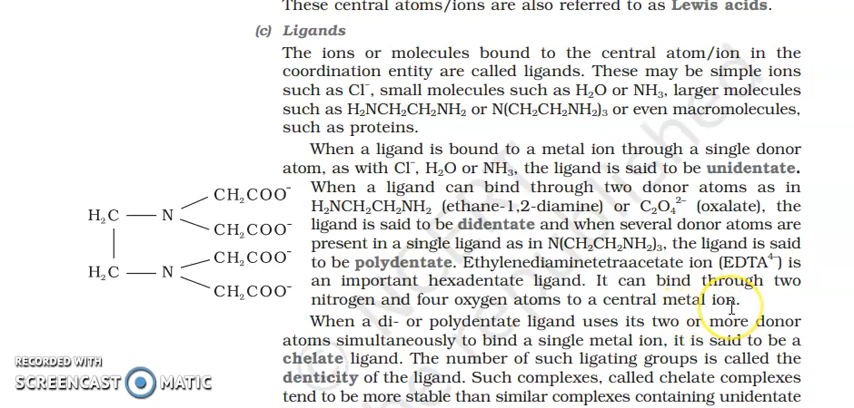 These central atoms/ions are also referred to as Lewis acids.
(c) Ligands
The ions or molecules bound to the central atom/ion in the
coordination entity are called ligands. These may be simple ions
such as Cl⁻, small molecules such as H₂O or NH₃, larger molecules
such as H₂NCH₂CH₂NH₂ or N(CH₂CH₂NH₂)₃ or even macromolecules,
such as proteins.
When a ligand is bound to a metal ion through a single donor
atom, as with Cl⁻, H₂O or NH₃, the ligand is said to be unidentate.
When a ligand can bind through two donor atoms as in
H₂NCH₂CH₂NH₂ (ethane-1,2-diamine) or C₂O₄²⁻ (oxalate), the
ligand is said to be didentate and when several donor atoms are
present in a single ligand as in N(CH₂CH₂NH₂)₃, the ligand is said
to be polydentate. Ethylenediaminetetraacetate ion (EDTA⁴⁻) is
an important hexadentate ligand. It can bind through two
nitrogen and four oxygen atoms to a central metal ion.
When a di- or polydentate ligand uses its two or more donor
atoms simultaneously to bind a single metal ion, it is said to be a
chelate ligand. The number of such ligating groups is called the
denticity of the ligand. Such complexes, called chelate complexes
tend to be more stable than similar complexes containing unidentate
CH₂COO⁻
H₂C — N
CH₂COO⁻
CH₂COO⁻
H₂C — N
CH₂COO⁻
RECORDED WITH
SCREENCAST MATIC
© NCERT
be republished